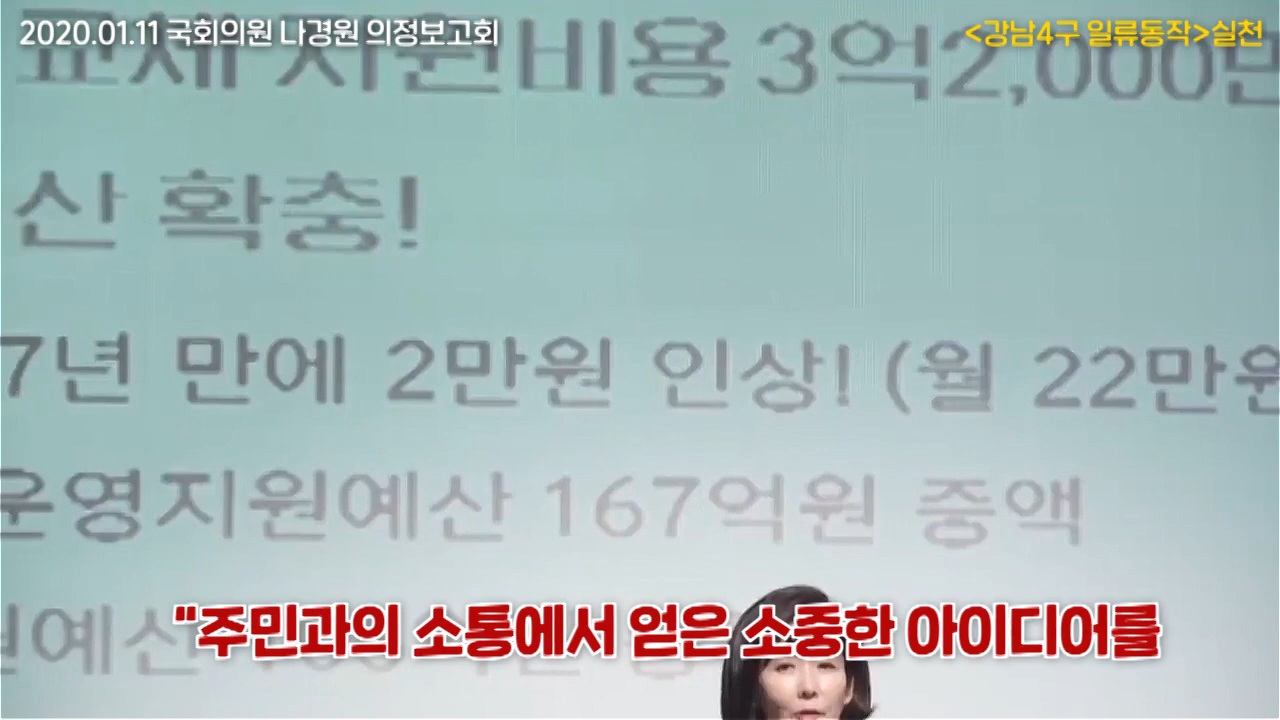 2020.01.11 국회의원 나경원 의정보고회
<강남4구 일류동작>실천
교체 지원비용 3억2,000만
산 확충!
7년 만에 2만원 인상! (월 22만원
운영지원예산 167억원 증액
예산
"주민과의 소통에서 얻은 소중한 아이디어를